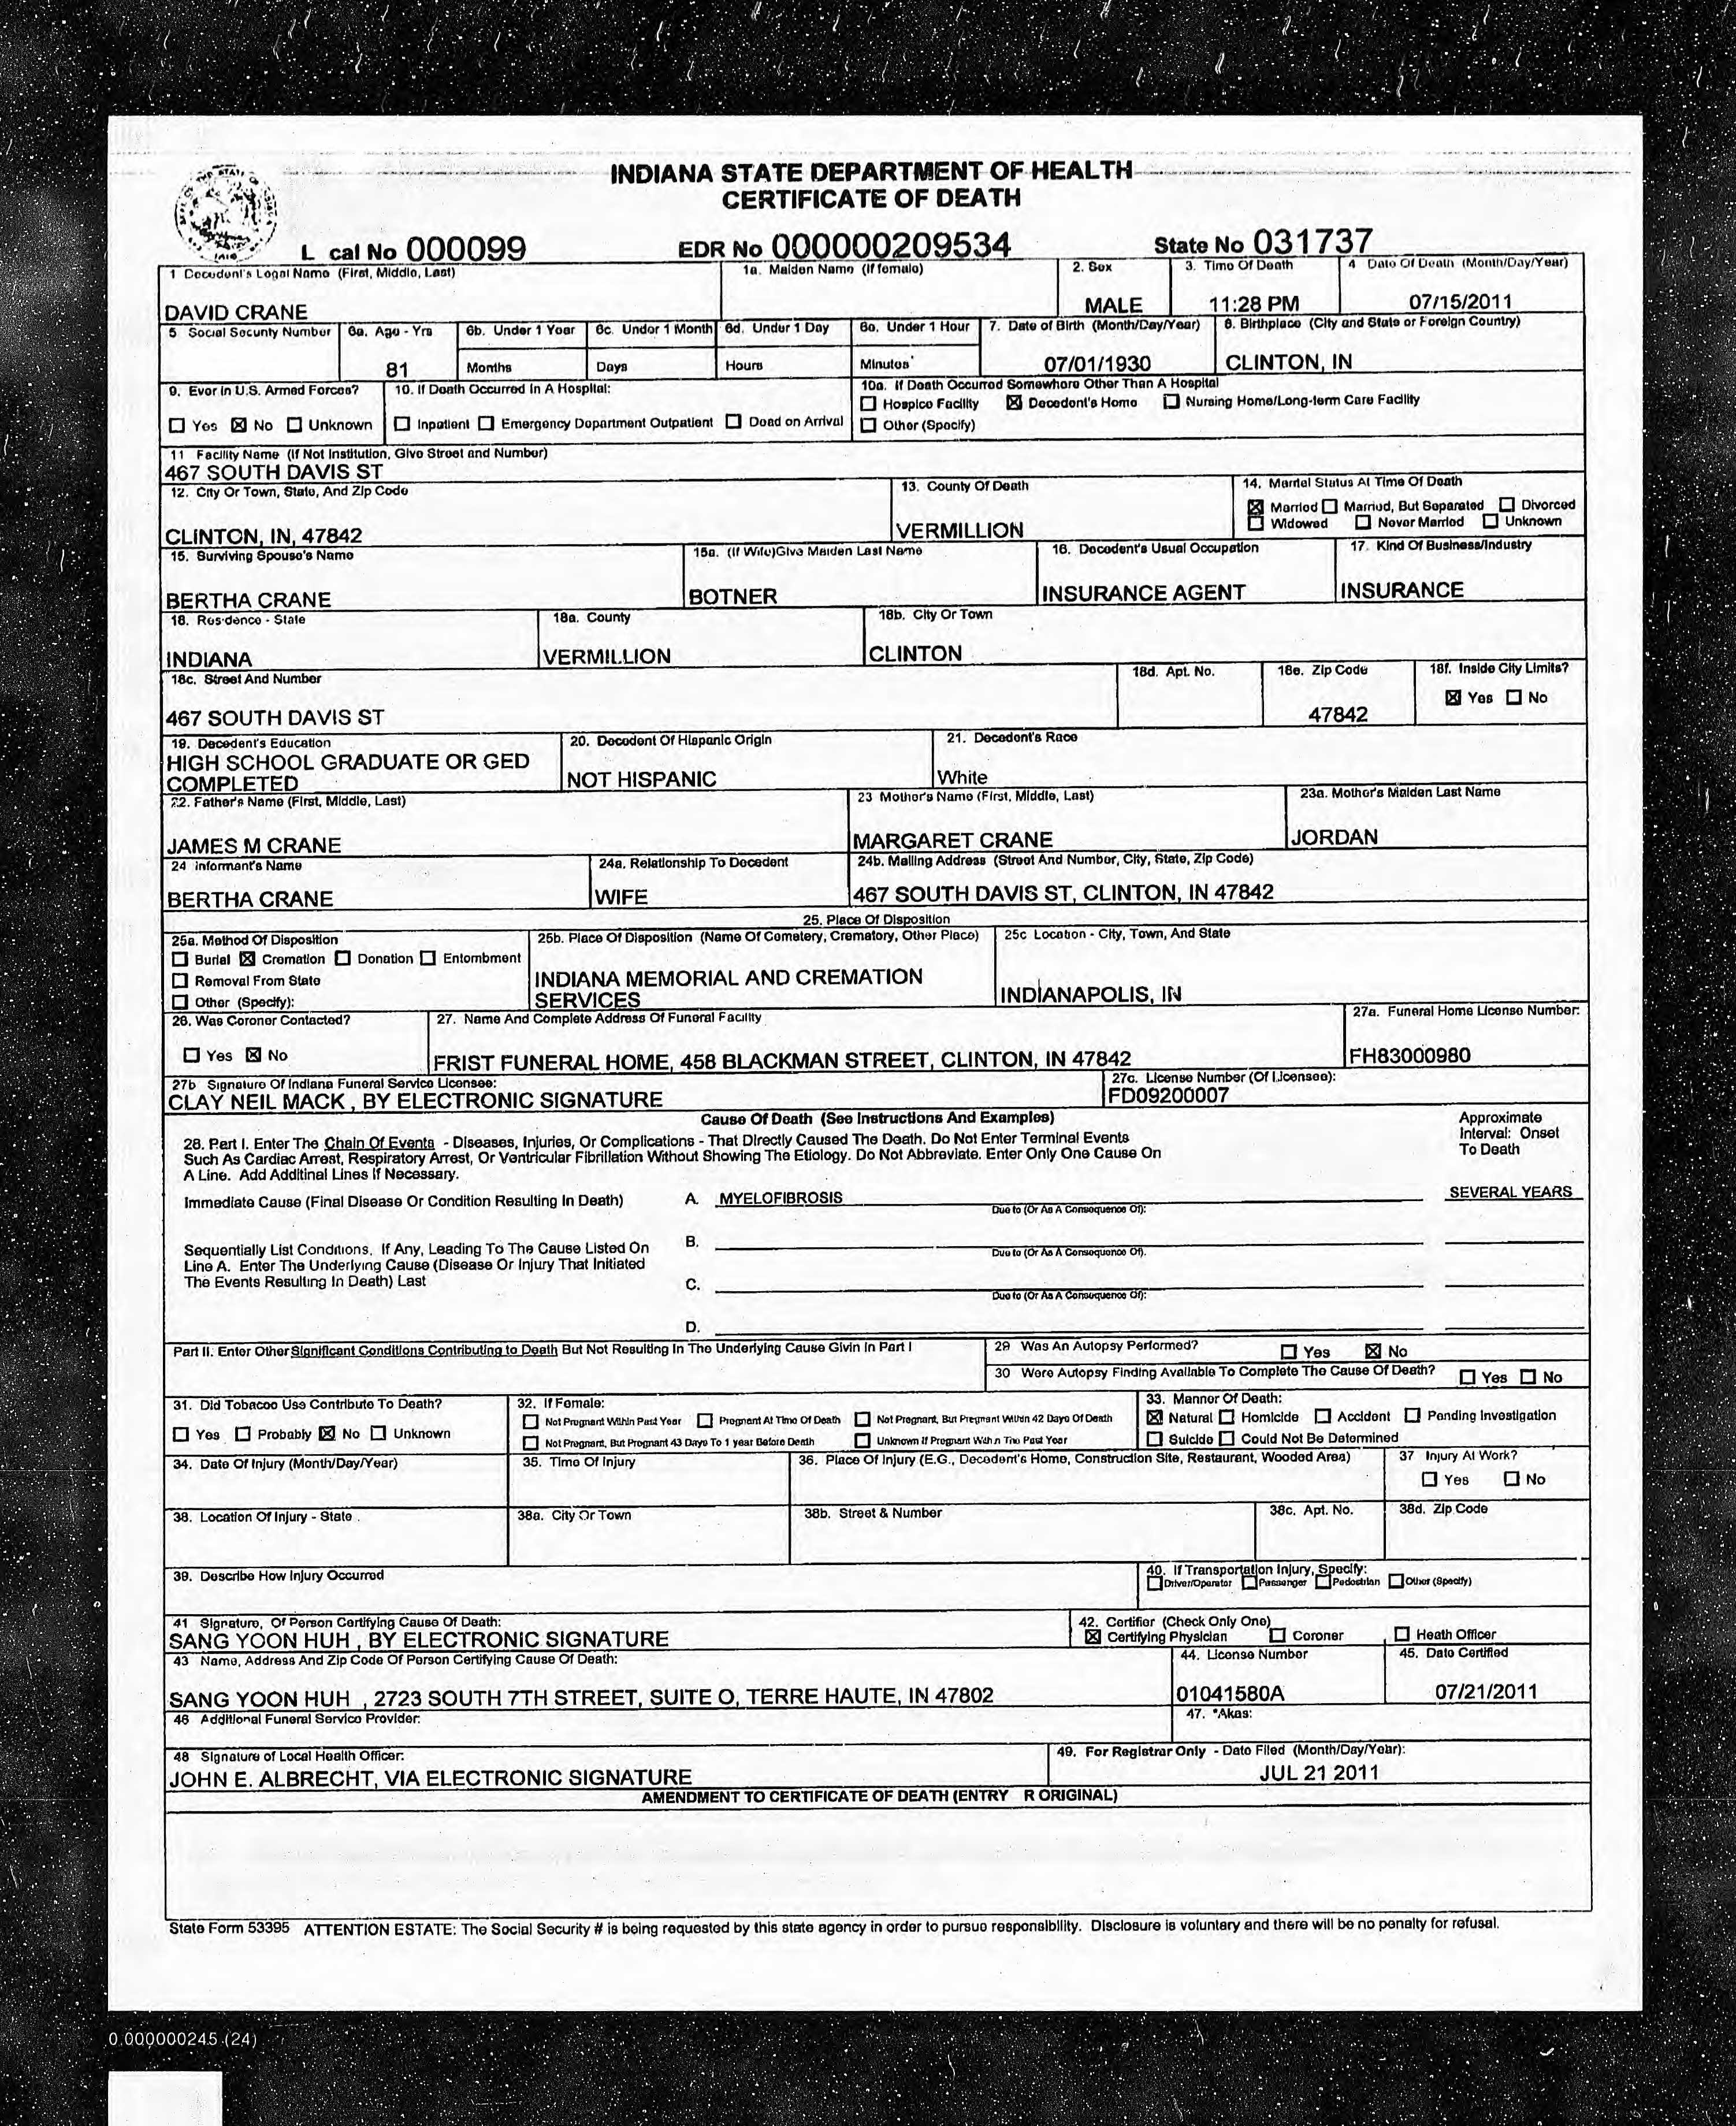 INDIANA STATE DEPARTMENT OF HEALTH
CERTIFICATE OF DEATH
L cal No 000099 EDR No 000000209534 State No 031737
1 Decedent's Legal Name (First, Middle, Last) 1a. Maiden Name (If female) 2. Sex 3. Time Of Death 4 Date Of Death (Month/Day/Year)
DAVID CRANE MALE 11:28 PM 07/15/2011
5 Social Security Number 6a. Age - Yrs 6b. Under 1 Year 6c. Under 1 Month 6d. Under 1 Day 6e. Under 1 Hour 7. Date of Birth (Month/Day/Year) 8. Birthplace (City and State or Foreign Country)
81 Months Days Hours Minutes 07/01/1930 CLINTON, IN
9. Ever in U.S. Armed Forces? 10. If Death Occurred In A Hospital: 10a. If Death Occurred Somewhere Other Than A Hospital
☐ Hospice Facility ☒ Decedent's Home ☐ Nursing Home/Long-term Care Facility
☐ Yes ☒ No ☐ Unknown ☐ Inpatient ☐ Emergency Department Outpatient ☐ Dead on Arrival ☐ Other (Specify)
11 Facility Name (If Not Institution, Give Street and Number)
467 SOUTH DAVIS ST
12. City Or Town, State, And Zip Code 13. County Of Death 14. Marital Status At Time Of Death
☒ Married ☐ Married, But Separated ☐ Divorced
☐ Widowed ☐ Never Married ☐ Unknown
CLINTON, IN, 47842 VERMILLION
15. Surviving Spouse's Name 15a. (If Wife)Give Maiden Last Name 16. Decedent's Usual Occupation 17. Kind Of Business/Industry
BERTHA CRANE BOTNER INSURANCE AGENT INSURANCE
18. Residence - State 18a. County 18b. City Or Town
INDIANA VERMILLION CLINTON
18c. Street And Number 18d. Apt. No. 18e. Zip Code 18f. Inside City Limits?
467 SOUTH DAVIS ST 47842 ☒ Yes ☐ No
19. Decedent's Education 20. Decedent Of Hispanic Origin 21. Decedent's Race
HIGH SCHOOL GRADUATE OR GED
COMPLETED NOT HISPANIC White
22. Father's Name (First, Middle, Last) 23 Mother's Name (First, Middle, Last) 23a. Mother's Maiden Last Name
JAMES M CRANE MARGARET CRANE JORDAN
24 Informant's Name 24a. Relationship To Decedent 24b. Mailing Address (Street And Number, City, State, Zip Code)
BERTHA CRANE WIFE 467 SOUTH DAVIS ST, CLINTON, IN 47842
25. Place Of Disposition
25a. Method Of Disposition 25b. Place Of Disposition (Name Of Cemetery, Crematory, Other Place) 25c Location - City, Town, And State
☐ Burial ☒ Cremation ☐ Donation ☐ Entombment
☐ Removal From State INDIANA MEMORIAL AND CREMATION
☐ Other (Specify): SERVICES INDIANAPOLIS, IN
26. Was Coroner Contacted? 27. Name And Complete Address Of Funeral Facility 27a. Funeral Home License Number:
☐ Yes ☒ No FRIST FUNERAL HOME, 458 BLACKMAN STREET, CLINTON, IN 47842 FH83000980
27b Signature Of Indiana Funeral Service Licensee: 27c. License Number (Of Licensee):
CLAY NEIL MACK , BY ELECTRONIC SIGNATURE FD09200007
Cause Of Death (See Instructions And Examples) Approximate
Interval: Onset
To Death
28. Part I. Enter The Chain Of Events - Diseases, Injuries, Or Complications - That Directly Caused The Death. Do Not Enter Terminal Events
Such As Cardiac Arrest, Respiratory Arrest, Or Ventricular Fibrillation Without Showing The Etiology. Do Not Abbreviate. Enter Only One Cause On
A Line. Add Additinal Lines If Necessary.
Immediate Cause (Final Disease Or Condition Resulting In Death) A. MYELOFIBROSIS SEVERAL YEARS
Due to (Or As A Consequence Of):
Sequentially List Conditions, If Any, Leading To The Cause Listed On B.
Due to (Or As A Consequence Of).
Line A. Enter The Underlying Cause (Disease Or Injury That Initiated
The Events Resulting In Death) Last C.
Due to (Or As A Consequence Of):
D.
Part II. Enter Other Significant Conditions Contributing to Death But Not Resulting In The Underlying Cause Givin In Part I 29 Was An Autopsy Performed? ☐ Yes ☒ No
30 Were Autopsy Finding Available To Complete The Cause Of Death? ☐ Yes ☐ No
31. Did Tobacco Use Contribute To Death? 32. If Female: 33. Manner Of Death:
☐ Not Pregnant Within Past Year ☐ Pregnant At Time Of Death ☐ Not Pregnant, But Pregnant Within 42 Days Of Death ☒ Natural ☐ Homicide ☐ Accident ☐ Pending Investigation
☐ Yes ☐ Probably ☒ No ☐ Unknown ☐ Not Pregnant, But Pregnant 43 Days To 1 year Before Death ☐ Unknown If Pregnant With n The Past Year ☐ Suicide ☐ Could Not Be Determined
34. Date Of Injury (Month/Day/Year) 35. Time Of Injury 36. Place Of Injury (E.G., Decedent's Home, Construction Site, Restaurant, Wooded Area) 37 Injury At Work?
☐ Yes ☐ No
38. Location Of Injury - State 38a. City Or Town 38b. Street & Number 38c. Apt. No. 38d. Zip Code
39. Describe How Injury Occurred 40. If Transportation Injury, Specify:
☐ Driver/Operator ☐ Passenger ☐ Pedestrian ☐ Other (Specify)
41 Signature, Of Person Certifying Cause Of Death: 42. Certifier (Check Only One)
SANG YOON HUH , BY ELECTRONIC SIGNATURE ☒ Certifying Physician ☐ Coroner ☐ Heath Officer
43 Name, Address And Zip Code Of Person Certifying Cause Of Death: 44. License Number 45. Date Certified
SANG YOON HUH , 2723 SOUTH 7TH STREET, SUITE O, TERRE HAUTE, IN 47802 01041580A 07/21/2011
46 Additional Funeral Service Provider: 47. *Akas:
48 Signature of Local Health Officer: 49. For Registrar Only - Date Filed (Month/Day/Year):
JOHN E. ALBRECHT, VIA ELECTRONIC SIGNATURE JUL 21 2011
AMENDMENT TO CERTIFICATE OF DEATH (ENTRY R ORIGINAL)
State Form 53395 ATTENTION ESTATE: The Social Security # is being requested by this state agency in order to pursue responsibility. Disclosure is voluntary and there will be no penalty for refusal.
0.000000245 (24)